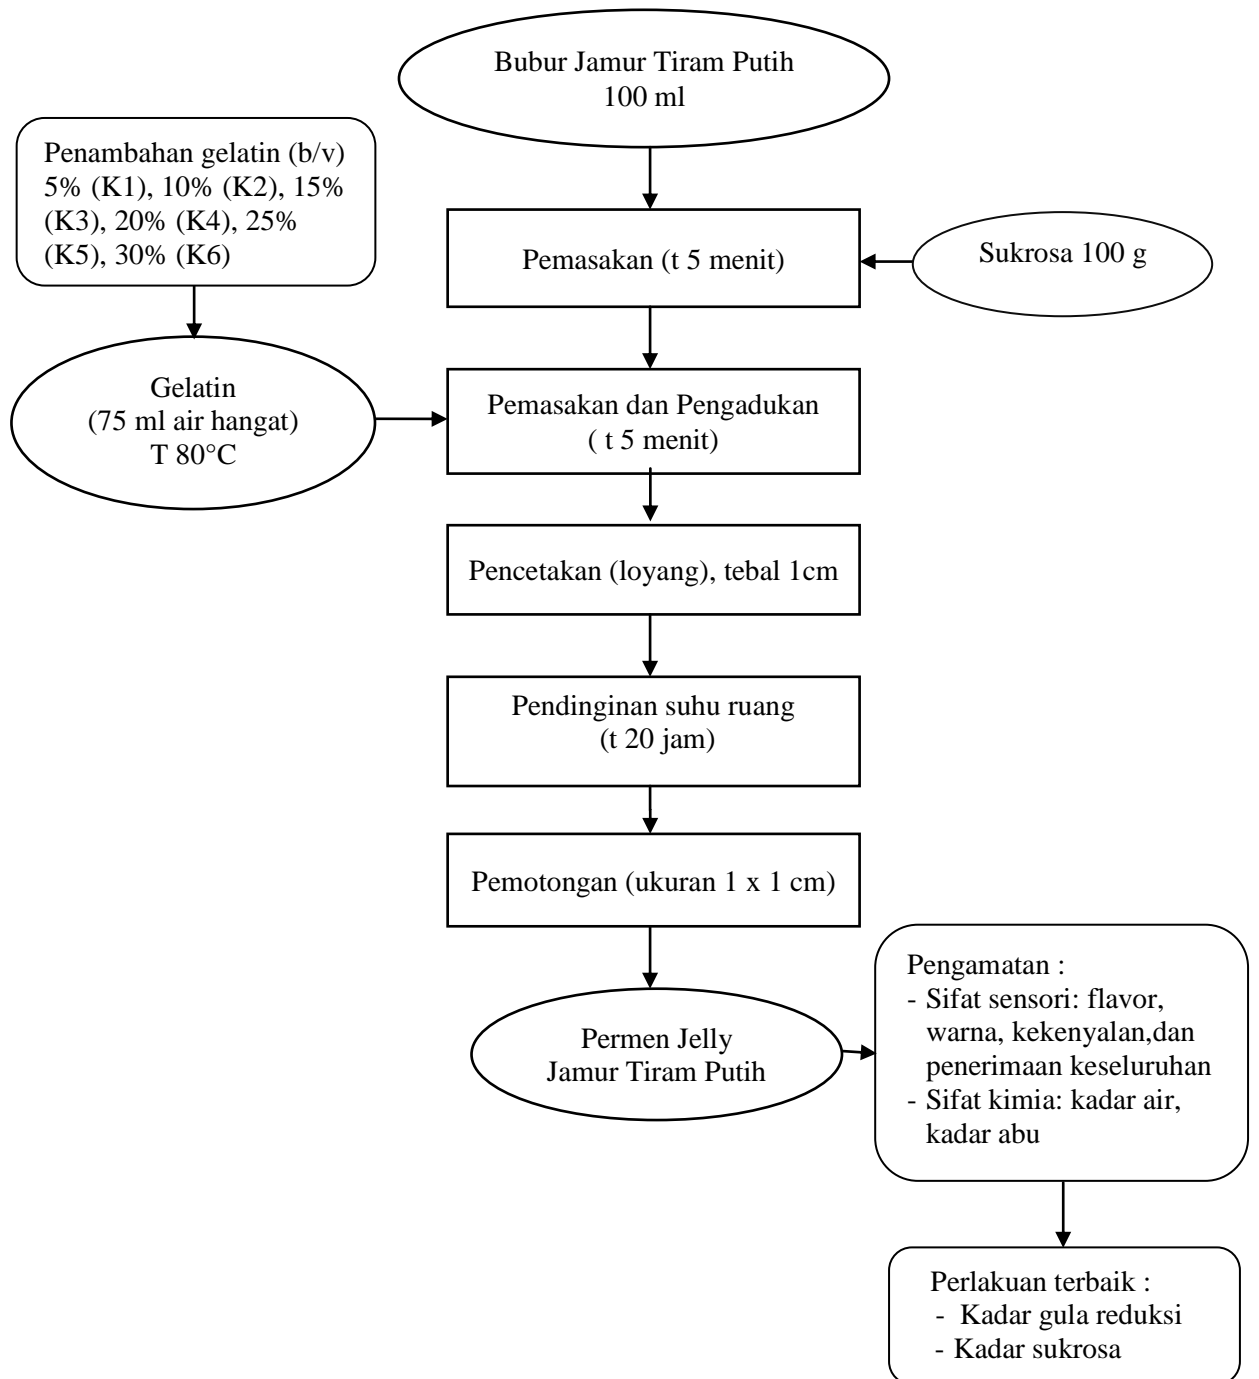 Bubur Jamur Tiram Putih
100 ml
Penambahan gelatin (b/v)
5% (K1), 10% (K2), 15%
(K3), 20% (K4), 25%
(K5), 30% (K6)
Pemasakan (t 5 menit)
Sukrosa 100 g
Gelatin
(75 ml air hangat)
T 80°C
Pemasakan dan Pengadukan
( t 5 menit)
Pencetakan (loyang), tebal 1cm
Pendinginan suhu ruang
(t 20 jam)
Pemotongan (ukuran 1 x 1 cm)
Permen Jelly
Jamur Tiram Putih
Pengamatan :
- Sifat sensori: flavor,
warna, kekenyalan,dan
penerimaan keseluruhan
- Sifat kimia: kadar air,
kadar abu
Perlakuan terbaik :
- Kadar gula reduksi
- Kadar sukrosa